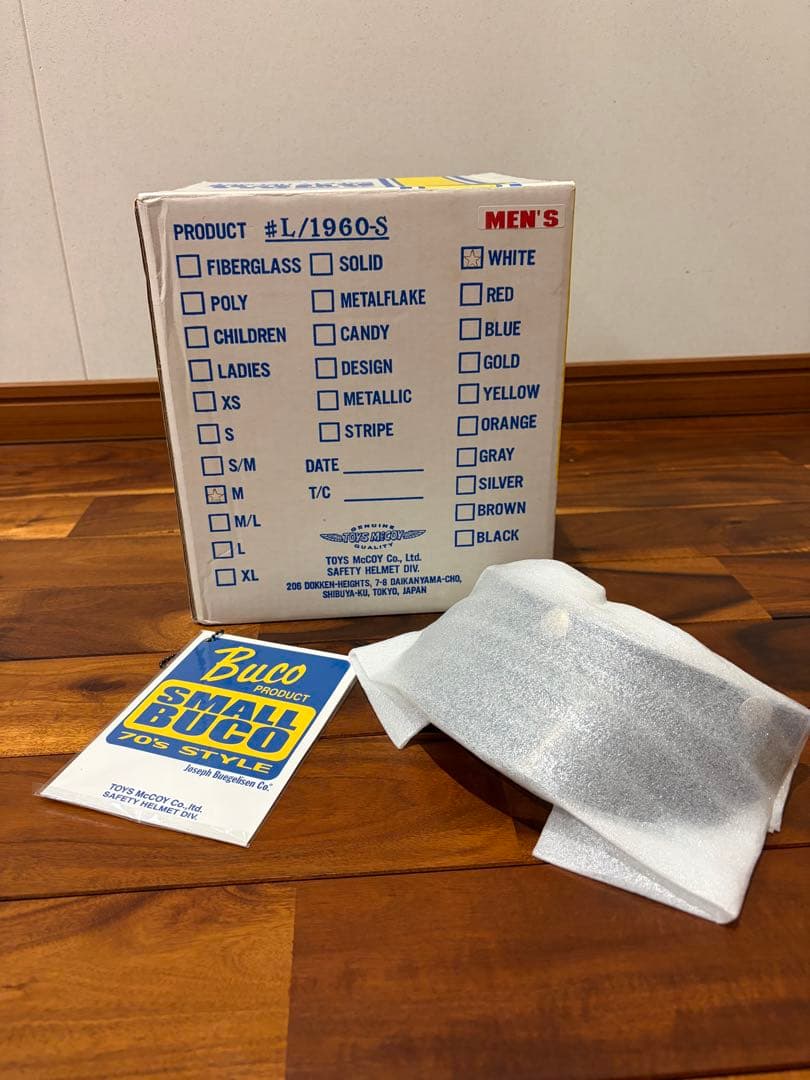 PRODUCT #L/1960-S
MEN'S
FIBERGLASS
POLY
CHILDREN
LADIES
XS
S
S/M
M
M/L
L
XL
SOLID
METALFLAKE
CANDY
DESIGN
METALLIC
STRIPE
DATE
T/C
WHITE
RED
BLUE
GOLD
YELLOW
ORANGE
GRAY
SILVER
BROWN
BLACK
GENUINE
TOYS McCOY
QUALITY
TOYS McCOY Co., Ltd.
SAFETY HELMET DIV.
206 DOKKEN-HEIGHTS, 7-8 DAIKANYAMA-CHO,
SHIBUYA-KU, TOKYO, JAPAN
Buco
PRODUCT
SMALL
BUCO
70's STYLE
Joseph Buegeleisen Co.
TOYS McCOY Co.,ltd.
SAFETY HELMET DIV.